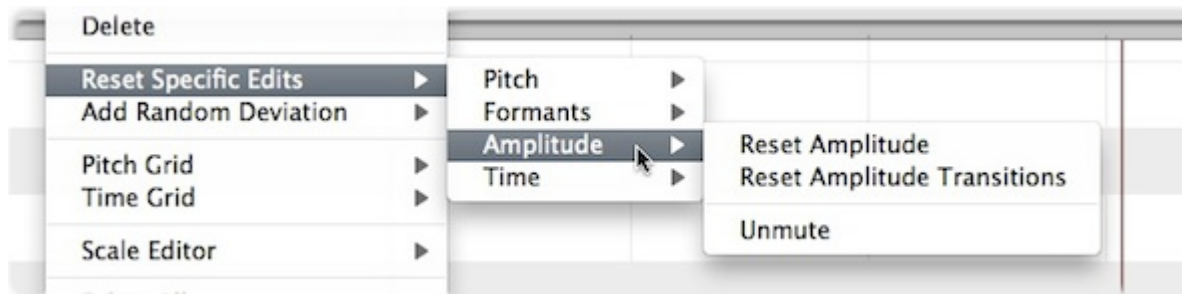 Delete
Reset Specific Edits
Add Random Deviation
Pitch Grid
Time Grid
Scale Editor
Pitch
Formants
Amplitude
Time
Reset Amplitude
Reset Amplitude Transitions
Unmute